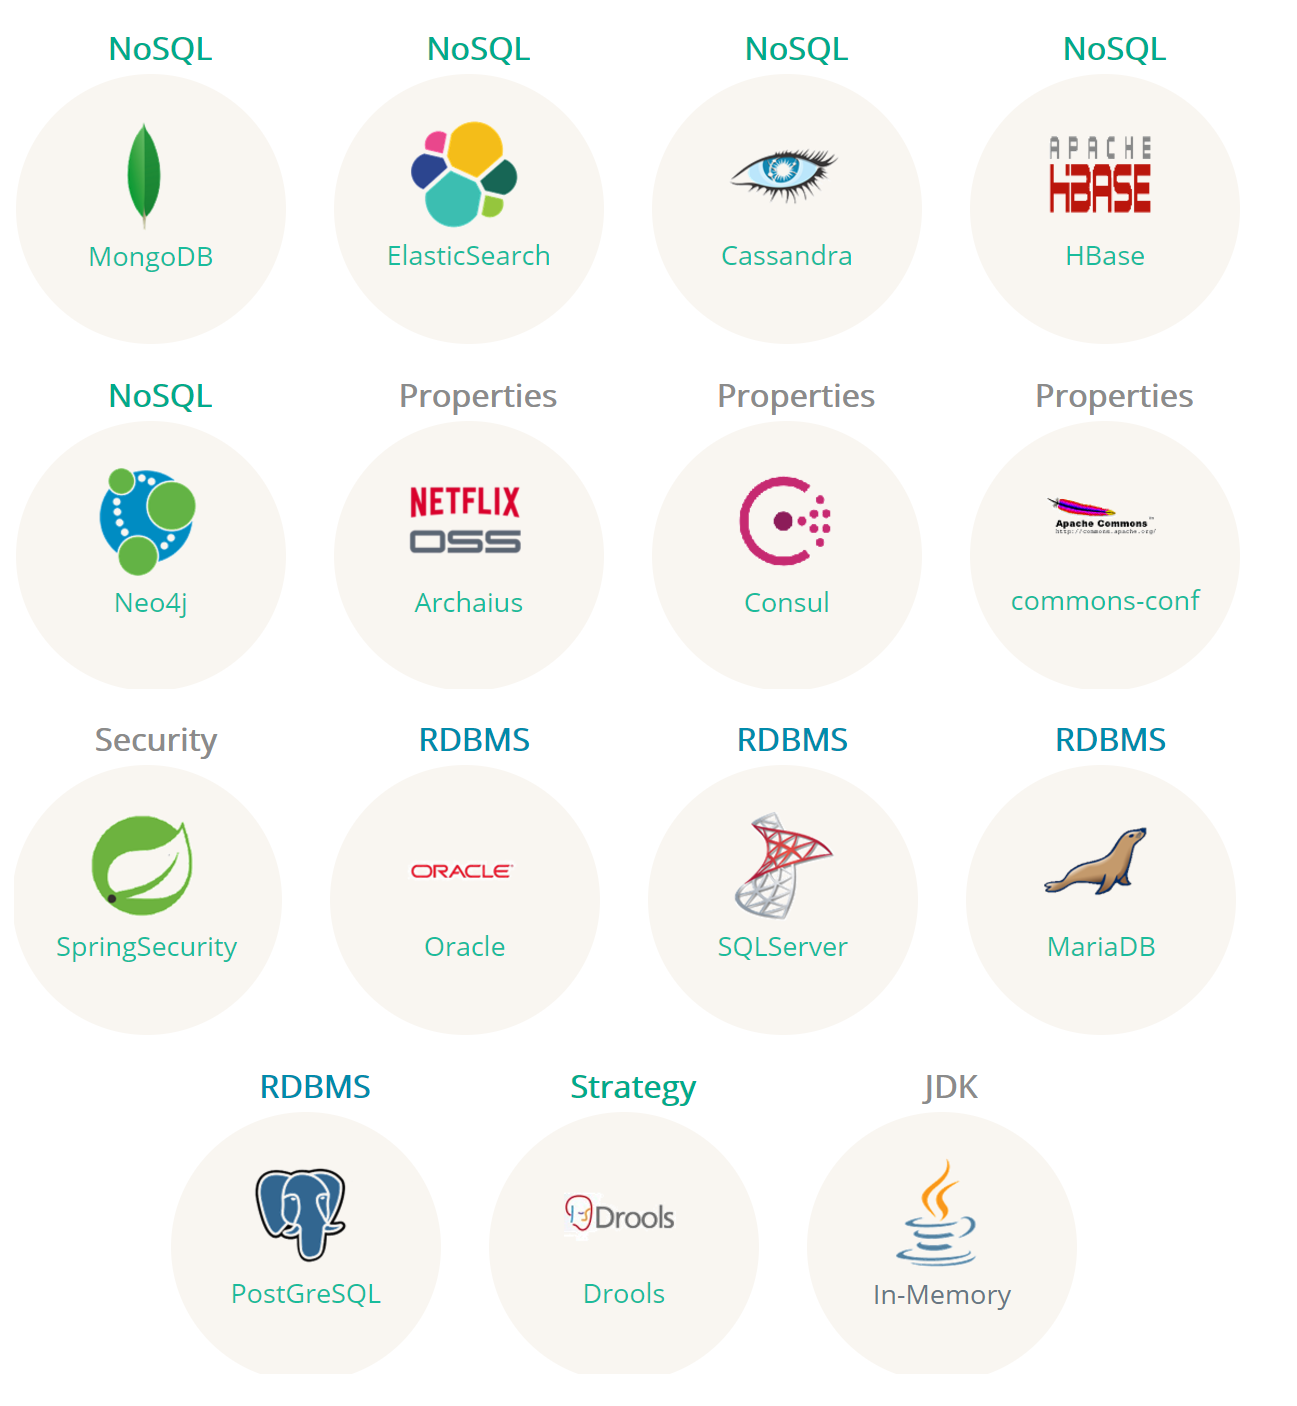 NoSQL NoSQL NoSQL NoSQL
APACHE
HBASE
MongoDB ElasticSearch Cassandra HBase
NoSQL Properties Properties Properties
NETFLIX
OSS
Apache Commons™
http://commons.apache.org/
Neo4j Archaius Consul commons-conf
Security RDBMS RDBMS RDBMS
ORACLE
SpringSecurity Oracle SQLServer MariaDB
RDBMS Strategy JDK
Drools
PostGreSQL Drools In-Memory